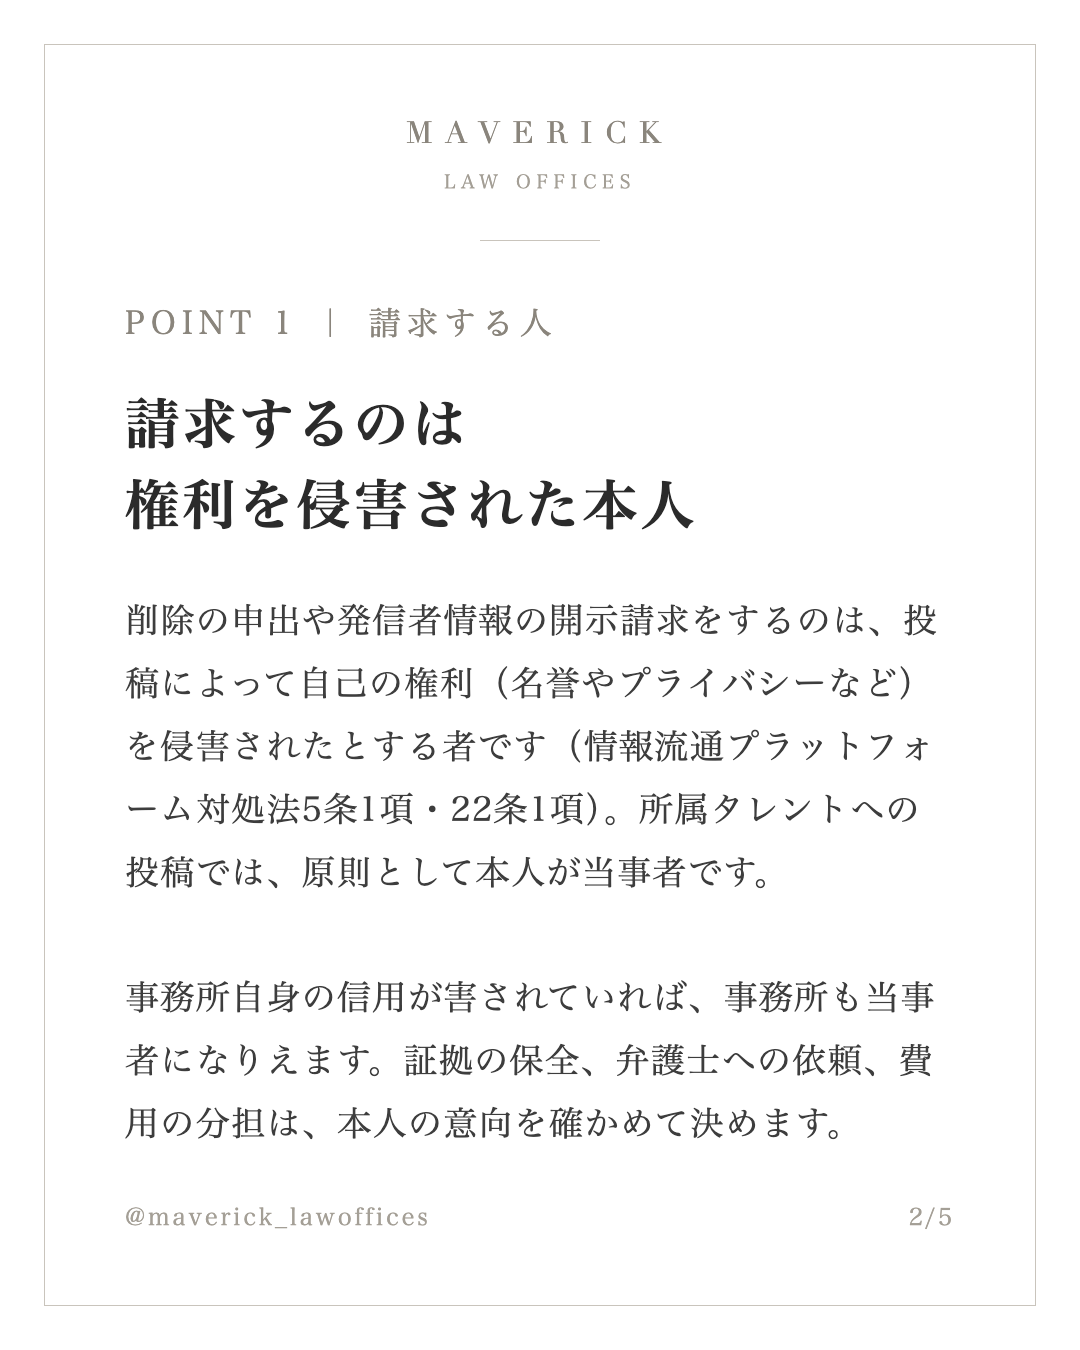 MAVERICK
LAW OFFICES
POINT 1 ｜ 請求する人
請求するのは
権利を侵害された本人
削除の申出や発信者情報の開示請求をするのは、投
稿によって自己の権利（名誉やプライバシーなど）
を侵害されたとする者です（情報流通プラットフォ
ーム対処法5条1項・22条1項）。所属タレントへの
投稿では、原則として本人が当事者です。
事務所自身の信用が害されていれば、事務所も当事
者になりえます。証拠の保全、弁護士への依頼、費
用の分担は、本人の意向を確かめて決めます。
@maverick_lawoffices
2/5